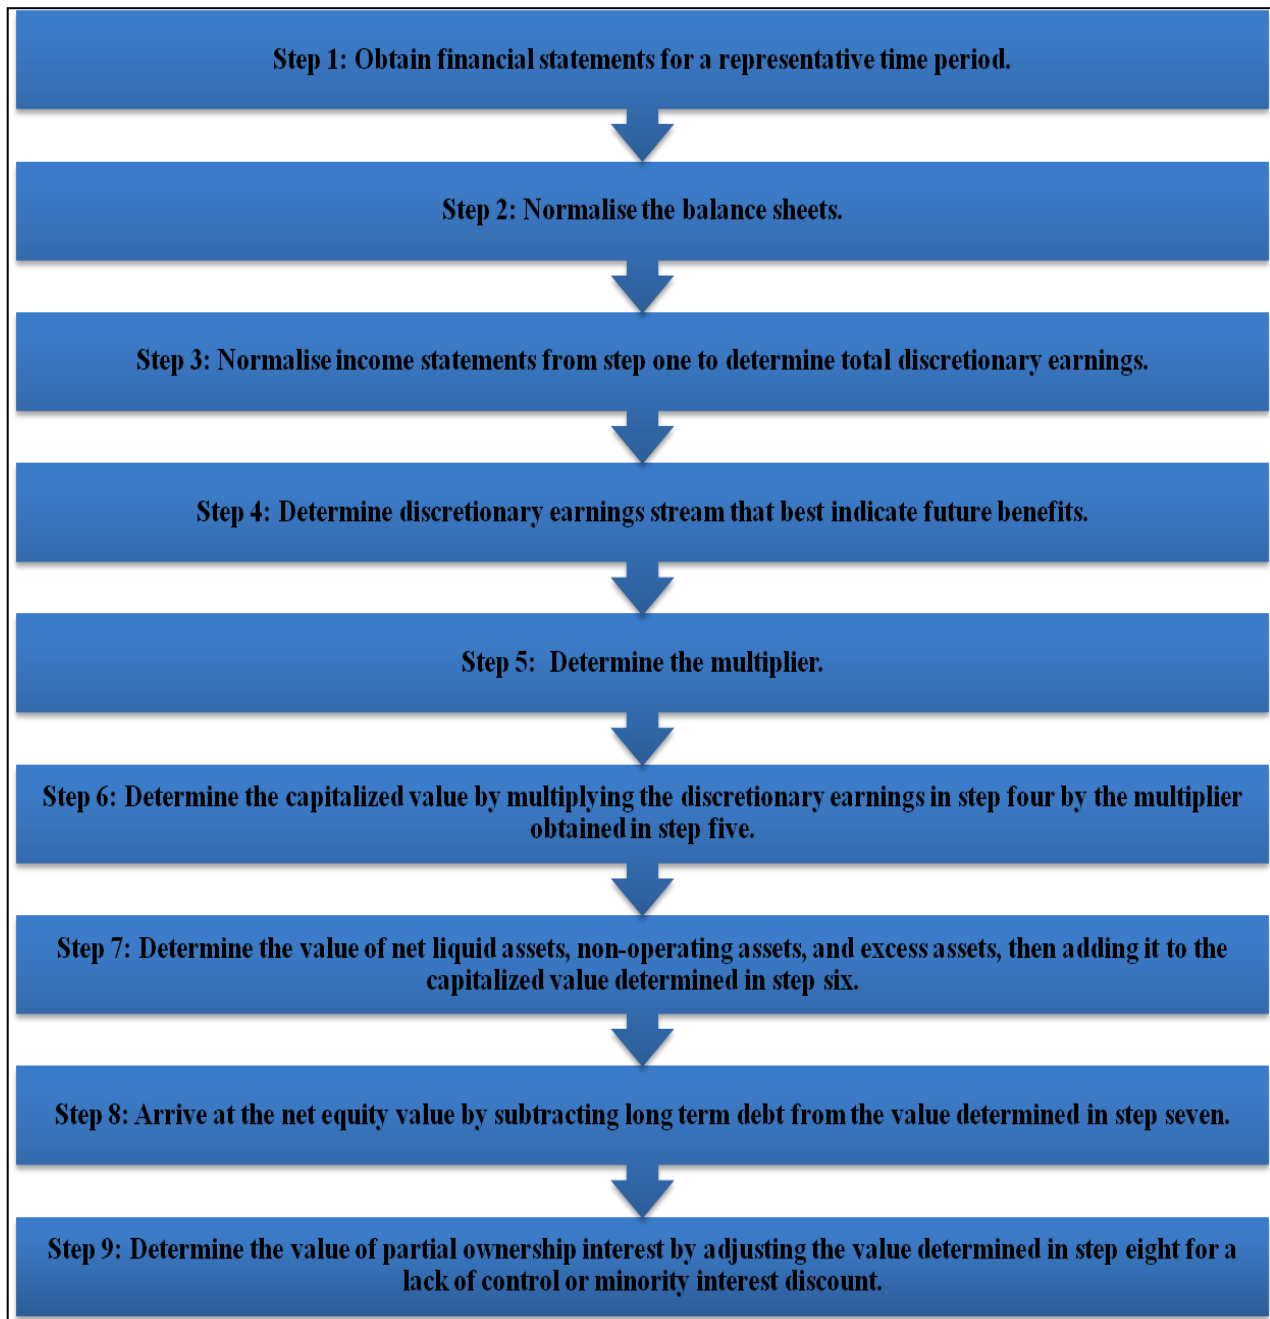 Step 1: Obtain financial statements for a representative time period.
Step 2: Normalise the balance sheets.
Step 3: Normalise income statements from step one to determine total discretionary earnings.
Step 4: Determine discretionary earnings stream that best indicate future benefits.
Step 5:  Determine the multiplier.
Step 6: Determine the capitalized value by multiplying the discretionary earnings in step four by the multiplier
obtained in step five.
Step 7: Determine the value of net liquid assets, non-operating assets, and excess assets, then adding it to the
capitalized value determined in step six.
Step 8: Arrive at the net equity value by subtracting long term debt from the value determined in step seven.
Step 9: Determine the value of partial ownership interest by adjusting the value determined in step eight for a
lack of control or minority interest discount.